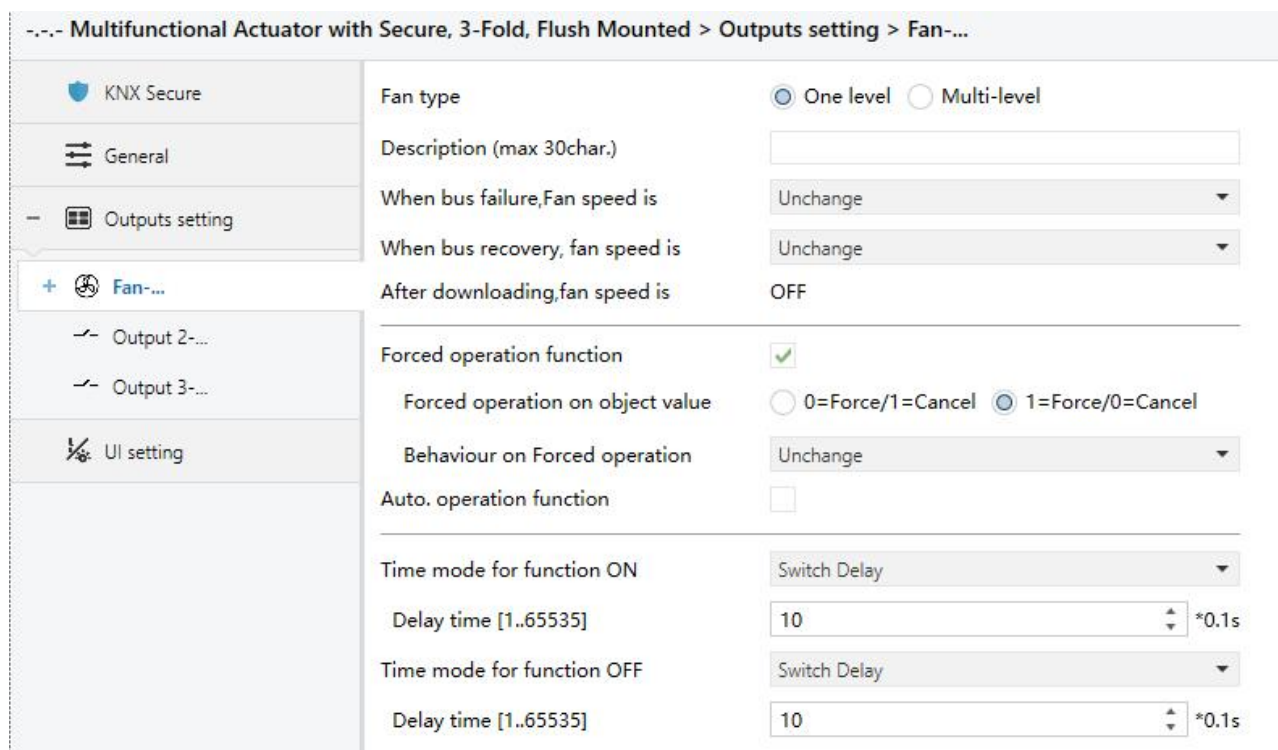 -.-.- Multifunctional Actuator with Secure, 3-Fold, Flush Mounted > Outputs setting > Fan-...
KNX Secure
General
Outputs setting
Fan-...
Output 2-...
Output 3-...
UI setting
Fan type One level Multi-level
Description (max 30char.)
When bus failure,Fan speed is Unchange
When bus recovery, fan speed is Unchange
After downloading,fan speed is OFF
Forced operation function
Forced operation on object value 0=Force/1=Cancel 1=Force/0=Cancel
Behaviour on Forced operation Unchange
Auto. operation function
Time mode for function ON Switch Delay
Delay time [1..65535] 10 *0.1s
Time mode for function OFF Switch Delay
Delay time [1..65535] 10 *0.1s